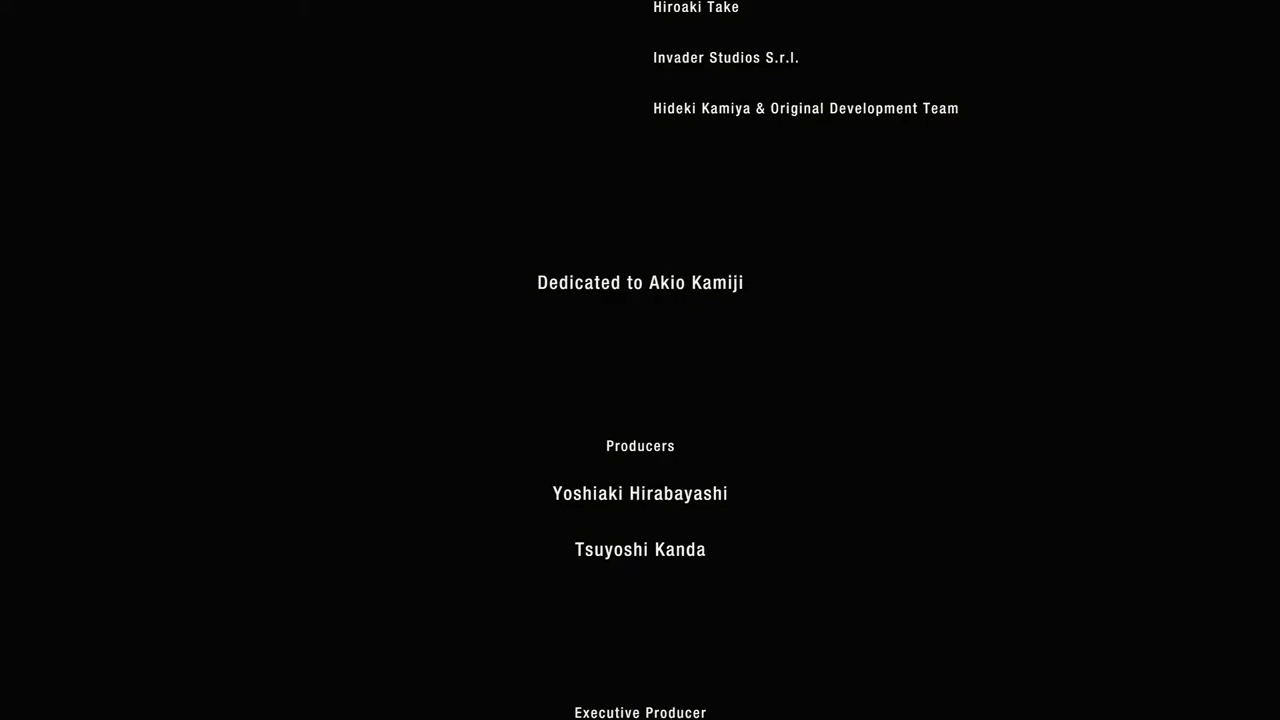 Hiroaki Take
Invader Studios S.r.l.
Hideki Kamiya & Original Development Team
Dedicated to Akio Kamiji
Producers
Yoshiaki Hirabayashi
Tsuyoshi Kanda
Executive Producer